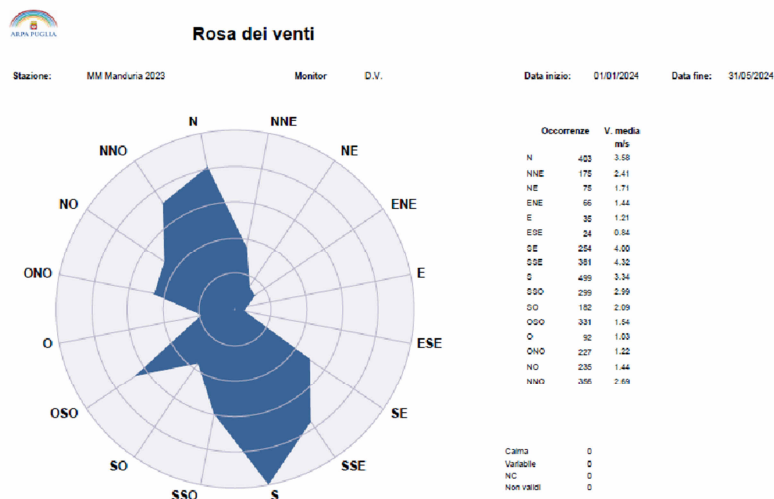 ARPA PUGLIA
Rosa dei venti
Stazione: MM Manduria 2023 Monitor D.V. Data inizio: 01/01/2024 Data fine: 31/05/2024
N
NNE
NE
ENE
E
ESE
SE
SSE
S
SSO
SO
OSO
O
ONO
NO
NNO
Occorrenze V. media
m/s
N 403 3.58
NNE 175 2.41
NE 75 1.71
ENE 66 1.44
E 35 1.21
ESE 24 0.84
SE 254 4.00
SSE 381 4.32
S 499 3.34
SSO 299 2.99
SO 182 2.09
OSO 331 1.54
O 92 1.03
ONO 227 1.22
NO 235 1.44
NNO 356 2.69
Calma 0
Variabile 0
NC 0
Non validi 0